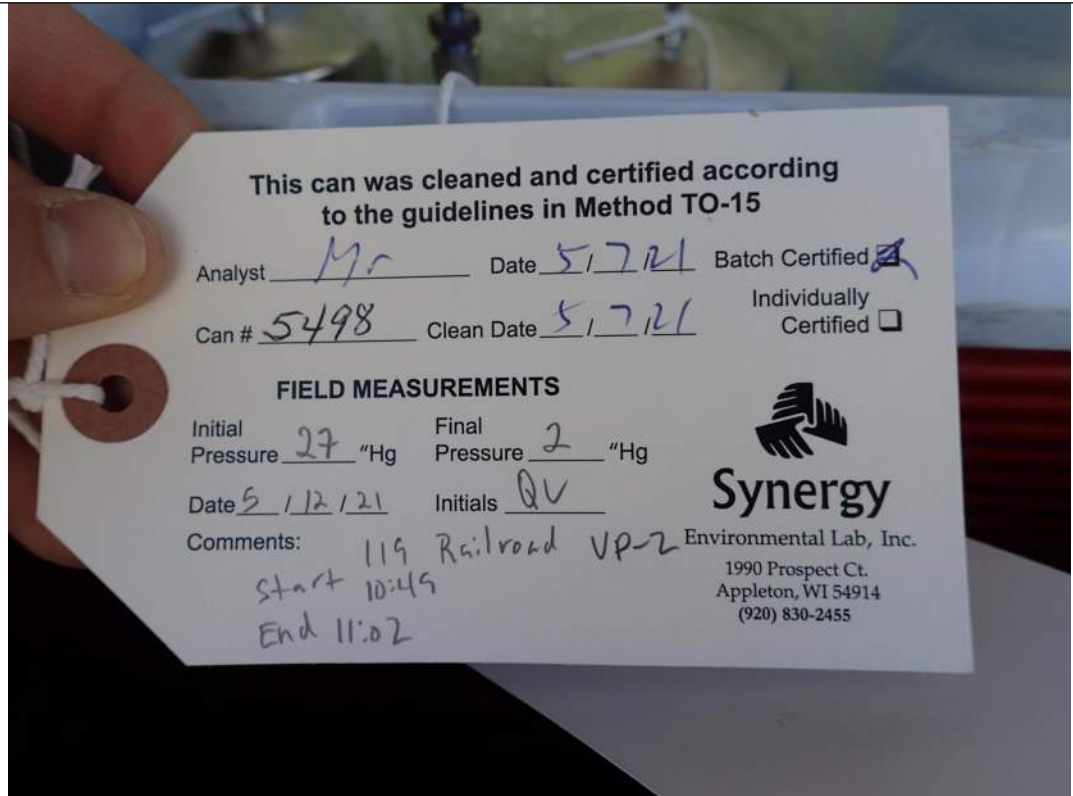 This can was cleaned and certified according
to the guidelines in Method TO-15
Analyst Mr Date 5/7/21 Batch Certified
Can # 5498 Clean Date 5/7/21 Individually Certified
FIELD MEASUREMENTS
Initial Pressure 27 "Hg Final Pressure 2 "Hg
Date 5/12/21 Initials QV
Comments: 119 Railroad VP-2
Start 10:49
End 11:02
Synergy
Environmental Lab, Inc.
1990 Prospect Ct.
Appleton, WI 54914
(920) 830-2455